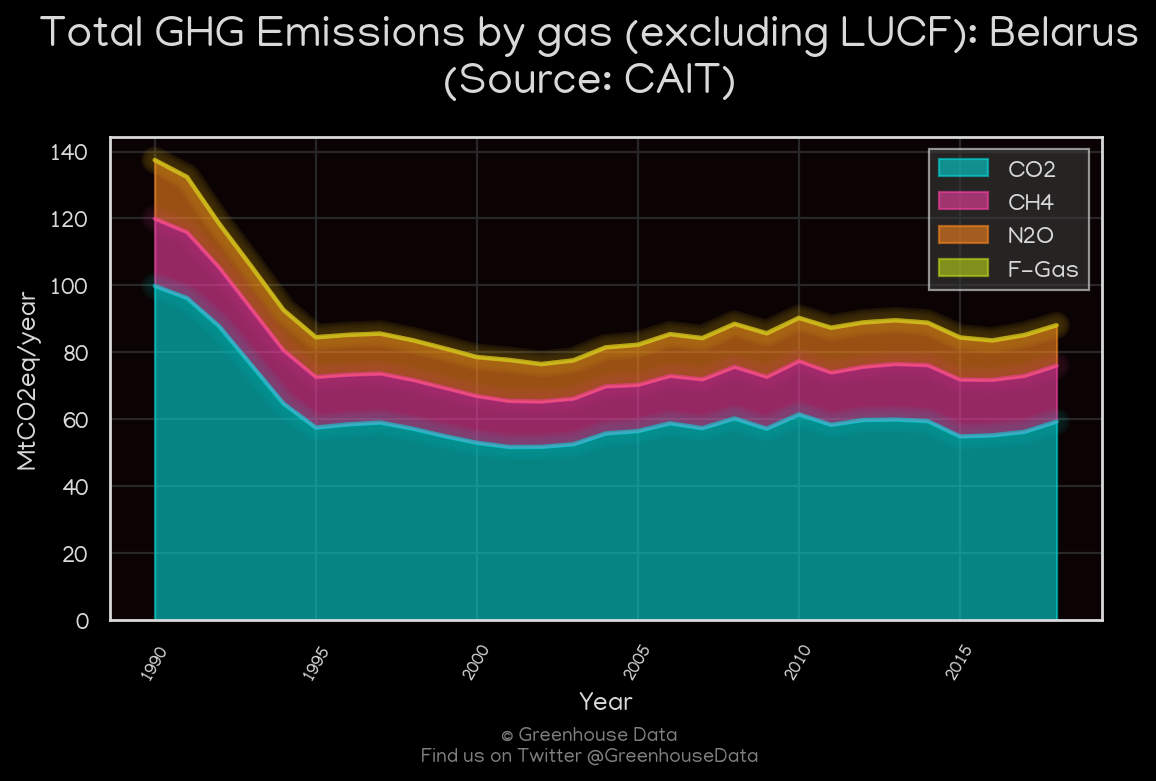 Total GHG Emissions by gas (excluding LUCF): Belarus
(Source: CAIT)
140
120
100
80
60
40
20
0
MtCO2eq/year
CO2
CH4
N2O
F-Gas
1990
1995
2000
2005
2010
2015
Year
© Greenhouse Data
Find us on Twitter @GreenhouseData